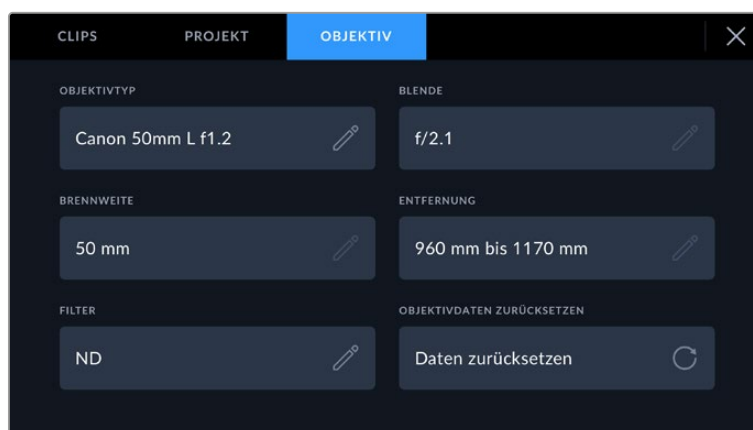 CLIPS PROJEKT OBJEKTIV
OBJEKTIVTYP BLENDE
Canon 50mm L f1.2 f/2.1
BRENNWEITE ENTFERNUNG
50 mm 960 mm bis 1170 mm
FILTER OBJEKTIVDATEN ZURÜCKSETZEN
ND Daten zurücksetzen